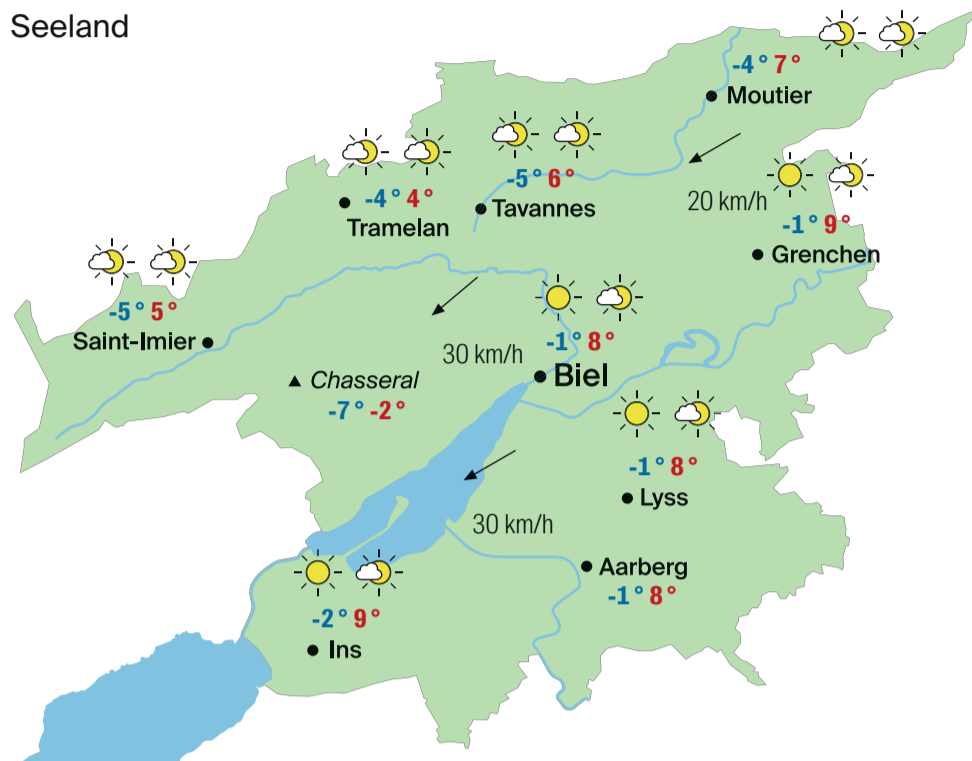 Seeland
-4° 7°
Moutier
-4° 4°
Tramelan
-5° 6°
Tavannes
20 km/h
-1° 9°
Grenchen
-5° 5°
Saint-Imier
-1° 8°
30 km/h
Biel
Chasseral
-7° -2°
-1° 8°
Lyss
30 km/h
Aarberg
-1° 8°
-2° 9°
Ins